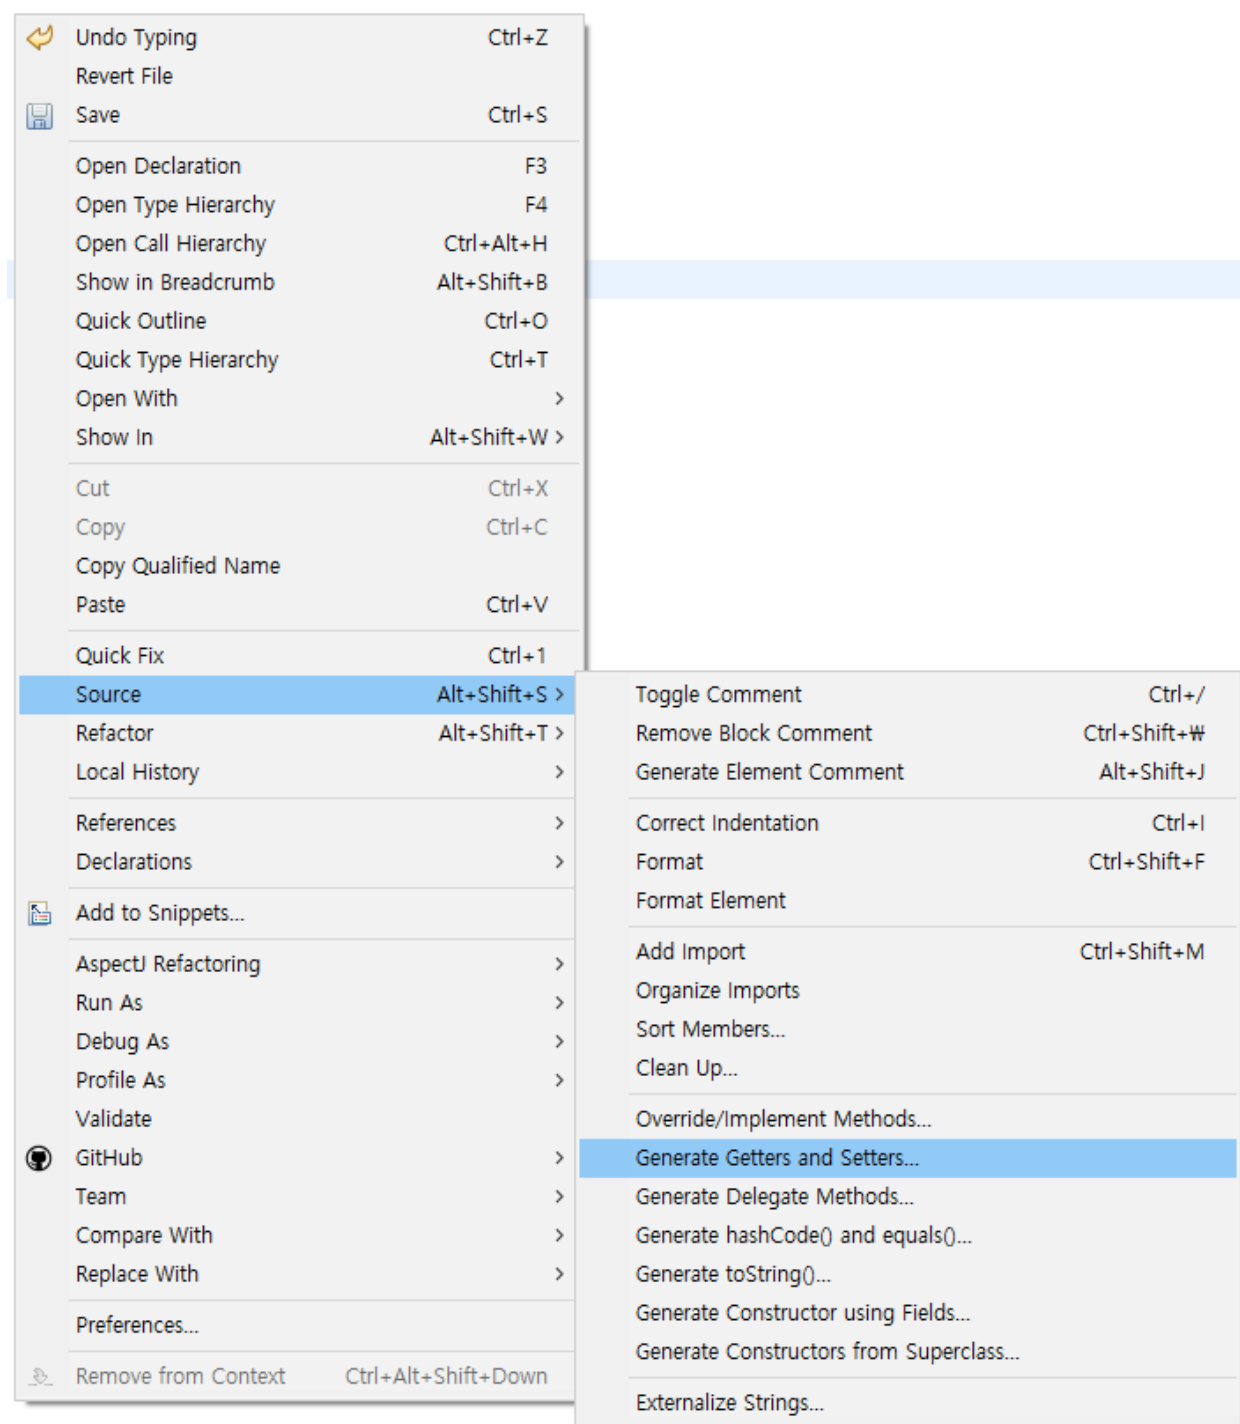 Undo Typing Ctrl+Z
Revert File
Save Ctrl+S
Open Declaration F3
Open Type Hierarchy F4
Open Call Hierarchy Ctrl+Alt+H
Show in Breadcrumb Alt+Shift+B
Quick Outline Ctrl+O
Quick Type Hierarchy Ctrl+T
Open With >
Show In Alt+Shift+W >
Cut Ctrl+X
Copy Ctrl+C
Copy Qualified Name
Paste Ctrl+V
Quick Fix Ctrl+1
Source Alt+Shift+S >
Refactor Alt+Shift+T >
Local History >
References >
Declarations >
Add to Snippets...
AspectJ Refactoring >
Run As >
Debug As >
Profile As >
Validate
GitHub >
Team >
Compare With >
Replace With >
Preferences...
Remove from Context Ctrl+Alt+Shift+Down
Toggle Comment Ctrl+/
Remove Block Comment Ctrl+Shift+₩
Generate Element Comment Alt+Shift+J
Correct Indentation Ctrl+I
Format Ctrl+Shift+F
Format Element
Add Import Ctrl+Shift+M
Organize Imports
Sort Members...
Clean Up...
Override/Implement Methods...
Generate Getters and Setters...
Generate Delegate Methods...
Generate hashCode() and equals()...
Generate toString()...
Generate Constructor using Fields...
Generate Constructors from Superclass...
Externalize Strings...